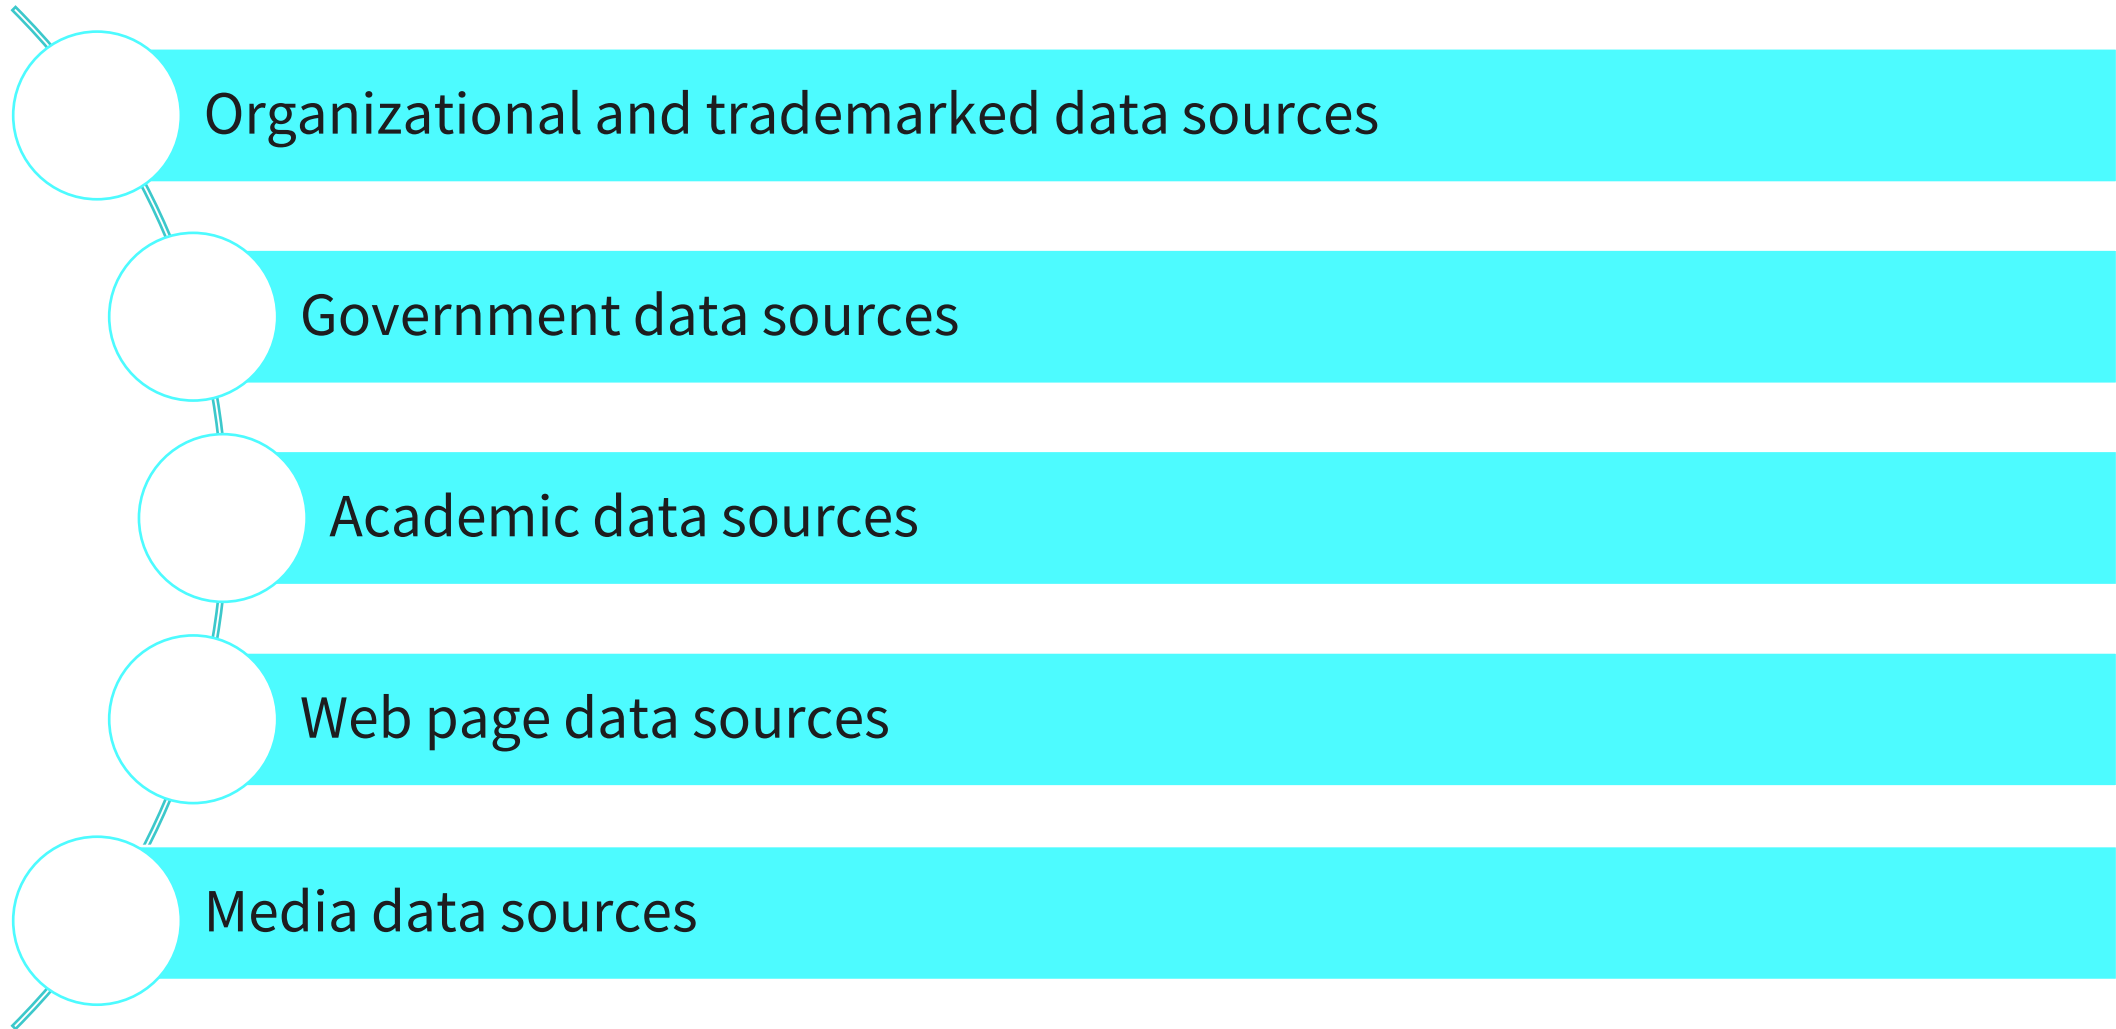 Organizational and trademarked data sources
Government data sources
Academic data sources
Web page data sources
Media data sources